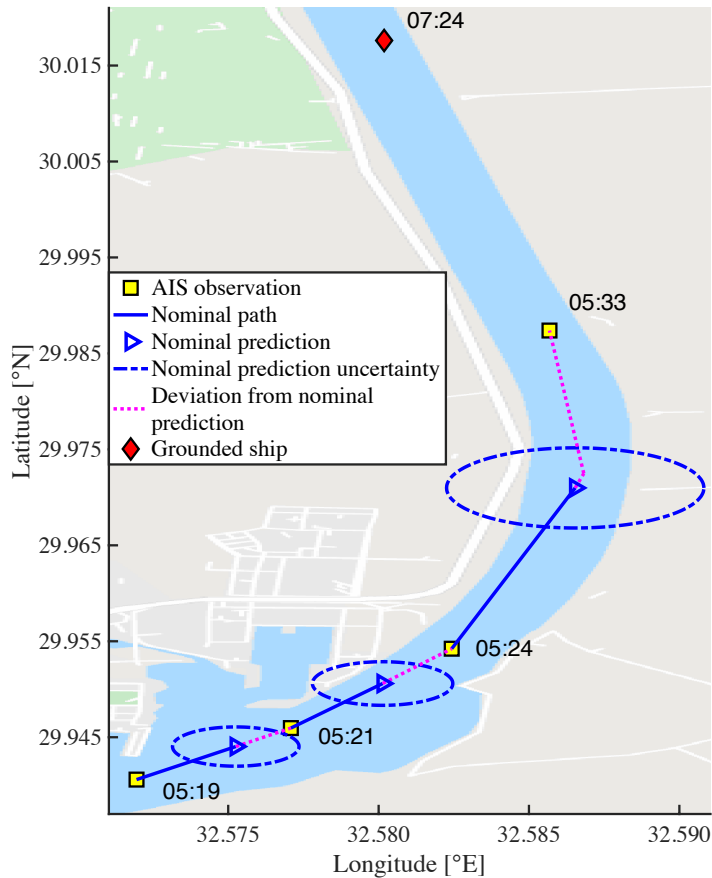 07:24
30.015
30.005
29.995
29.985
29.975
29.965
29.955
29.945
Latitude [°N]
AIS observation
Nominal path
Nominal prediction
Nominal prediction uncertainty
Deviation from nominal
prediction
Grounded ship
05:33
05:24
05:21
05:19
32.575
32.580
32.585
32.590
Longitude [°E]